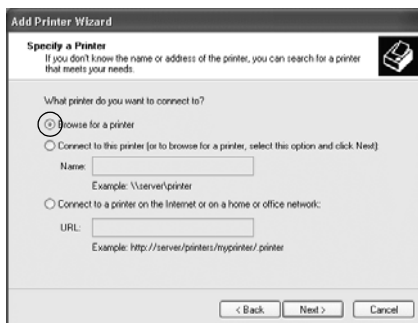 Add Printer Wizard
Specify a Printer
If you don't know the name or address of the printer, you can search for a printer
that meets your needs.
What printer do you want to connect to?
Browse for a printer
Connect to this printer (or to browse for a printer, select this option and click Next):
Name:
Example: \\server\printer
Connect to a printer on the Internet or on a home or office network:
URL:
Example: http://server/printers/myprinter/.printer
< Back Next > Cancel